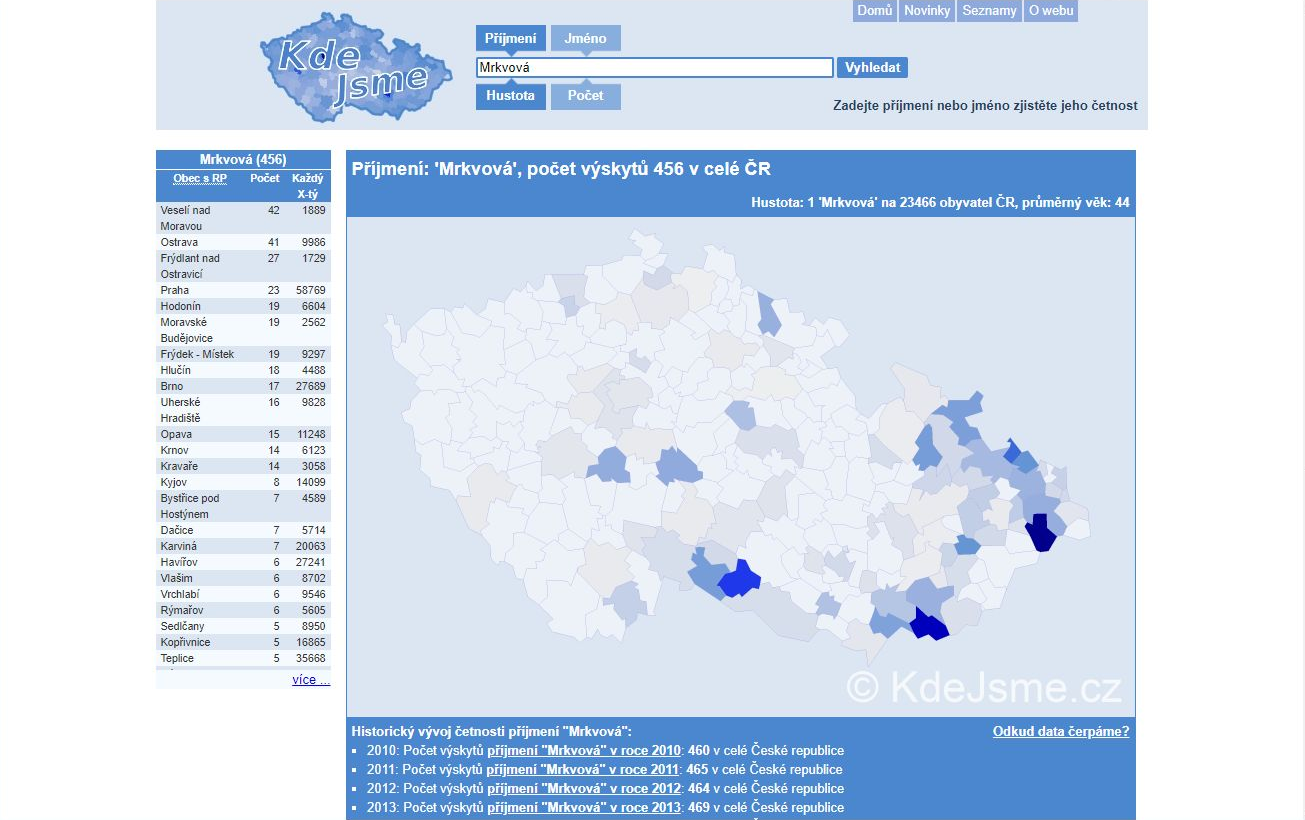 Domů Novinky Seznamy O webu
Kde
Jsme
Příjmení Jméno
Mrkvová Vyhledat
Hustota Počet
Zadejte příjmení nebo jméno zjistěte jeho četnost
Mrkvová (456)
Obec s RP Počet Každý
X-tý
Veselí nad 42 1889
Moravou
Ostrava 41 9986
Frýdlant nad 27 1729
Ostravicí
Praha 23 58769
Hodonín 19 6604
Moravské 19 2562
Budějovice
Frýdek - Místek 19 9297
Hlučín 18 4488
Brno 17 27689
Uherské 16 9828
Hradiště
Opava 15 11248
Krnov 14 6123
Kravaře 14 3058
Kyjov 8 14099
Bystřice pod 7 4589
Hostýnem
Dačice 7 5714
Karviná 7 20063
Havířov 6 27241
Vlašim 6 8702
Vrchlabí 6 9546
Rýmařov 6 5605
Sedlčany 5 8950
Kopřivnice 5 16865
Teplice 5 35668
více ...
Příjmení: 'Mrkvová', počet výskytů 456 v celé ČR
Hustota: 1 'Mrkvová' na 23466 obyvatel ČR, průměrný věk: 44
© KdeJsme.cz
Historický vývoj četnosti příjmení "Mrkvová": Odkud data čerpáme?
▪ 2010: Počet výskytů příjmení "Mrkvová" v roce 2010: 460 v celé České republice
▪ 2011: Počet výskytů příjmení "Mrkvová" v roce 2011: 465 v celé České republice
▪ 2012: Počet výskytů příjmení "Mrkvová" v roce 2012: 464 v celé České republice
▪ 2013: Počet výskytů příjmení "Mrkvová" v roce 2013: 469 v celé České republice